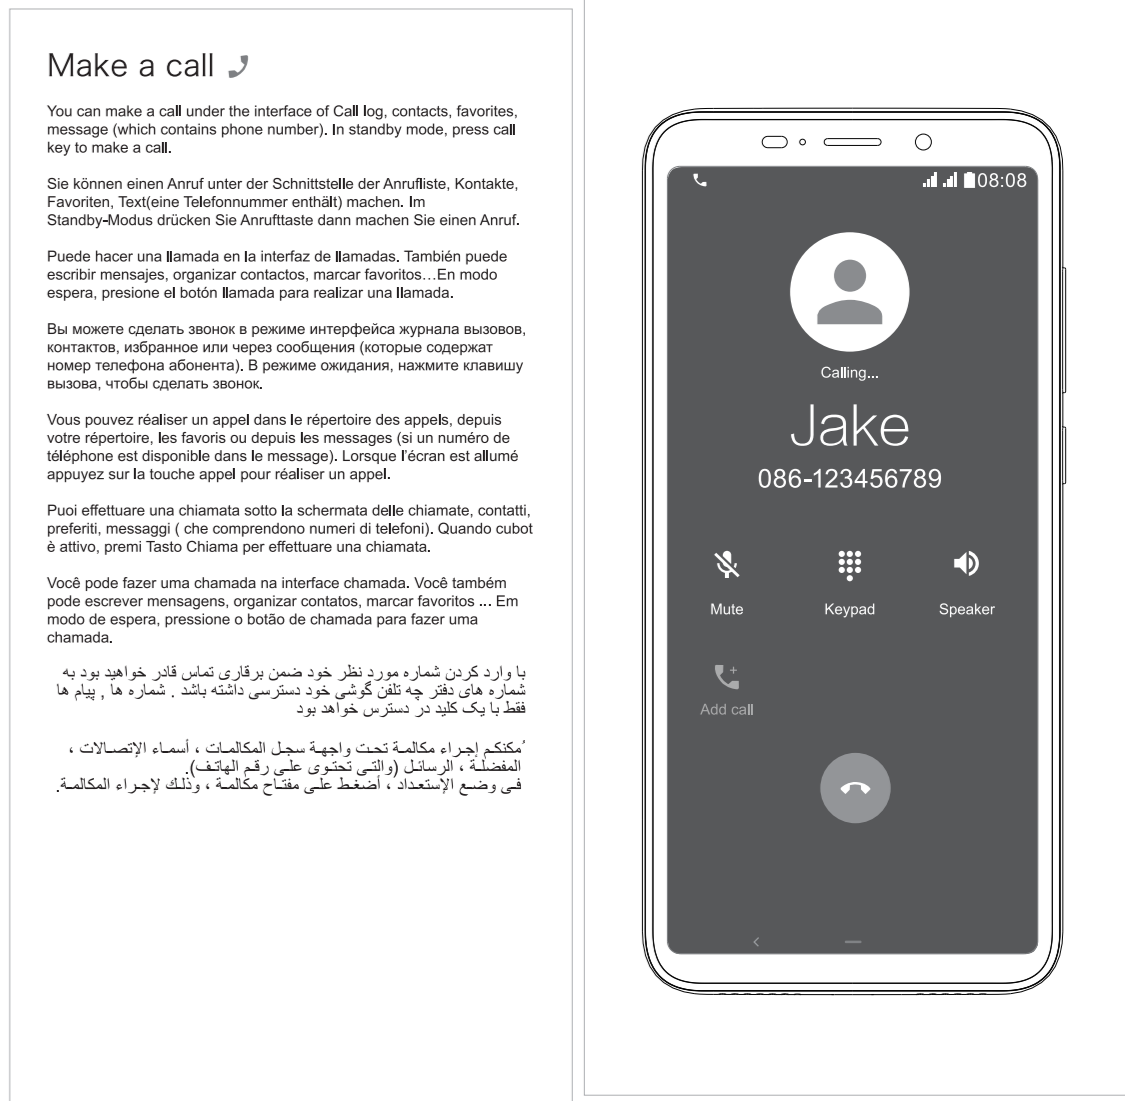 Make a call
You can make a call under the interface of Call log, contacts, favorites,
message (which contains phone number). In standby mode, press call
key to make a call.
Sie können einen Anruf unter der Schnittstelle der Anrufliste, Kontakte,
Favoriten, Text(eine Telefonnummer enthält) machen. Im
Standby-Modus drücken Sie Anrufttaste dann machen Sie einen Anruf.
Puede hacer una llamada en la interfaz de llamadas. También puede
escribir mensajes, organizar contactos, marcar favoritos…En modo
espera, presione el botón llamada para realizar una llamada.
Вы можете сделать звонок в режиме интерфейса журнала вызовов,
контактов, избранное или через сообщения (которые содержат
номер телефона абонента). В режиме ожидания, нажмите клавишу
вызова, чтобы сделать звонок.
Vous pouvez réaliser un appel dans le répertoire des appels, depuis
votre répertoire, les favoris ou depuis les messages (si un numéro de
téléphone est disponible dans le message). Lorsque l'écran est allumé
appuyez sur la touche appel pour réaliser un appel.
Puoi effettuare una chiamata sotto la schermata delle chiamate, contatti,
preferiti, messaggi ( che comprendono numeri di telefoni). Quando cubot
è attivo, premi Tasto Chiama per effettuare una chiamata.
Você pode fazer uma chamada na interface chamada. Você também
pode escrever mensagens, organizar contatos, marcar favoritos ... Em
modo de espera, pressione o botão de chamada para fazer uma
chamada.
با وارد کردن شماره مورد نظر خود ضمن برقاری تماس قادر خواهید بود به
شماره های دفتر چه تلفن گوشی خود دسترسی داشته باشد . شماره ها , پیام ها
فقط با یک کلید در دسترس خواهد بود
ُمكنكم إجراء مكالمة تحت واجهة سجل المكالمات ، أسماء الإتصالات ،
المفضلة ، الرسائل (والتى تحتوى على رقم الهاتف).
فى وضع الإستعداد ، أضغط على مفتاح مكالمة ، وذلك لإجراء المكالمة.
08:08
Calling...
Jake
086-123456789
Mute Keypad Speaker
Add call